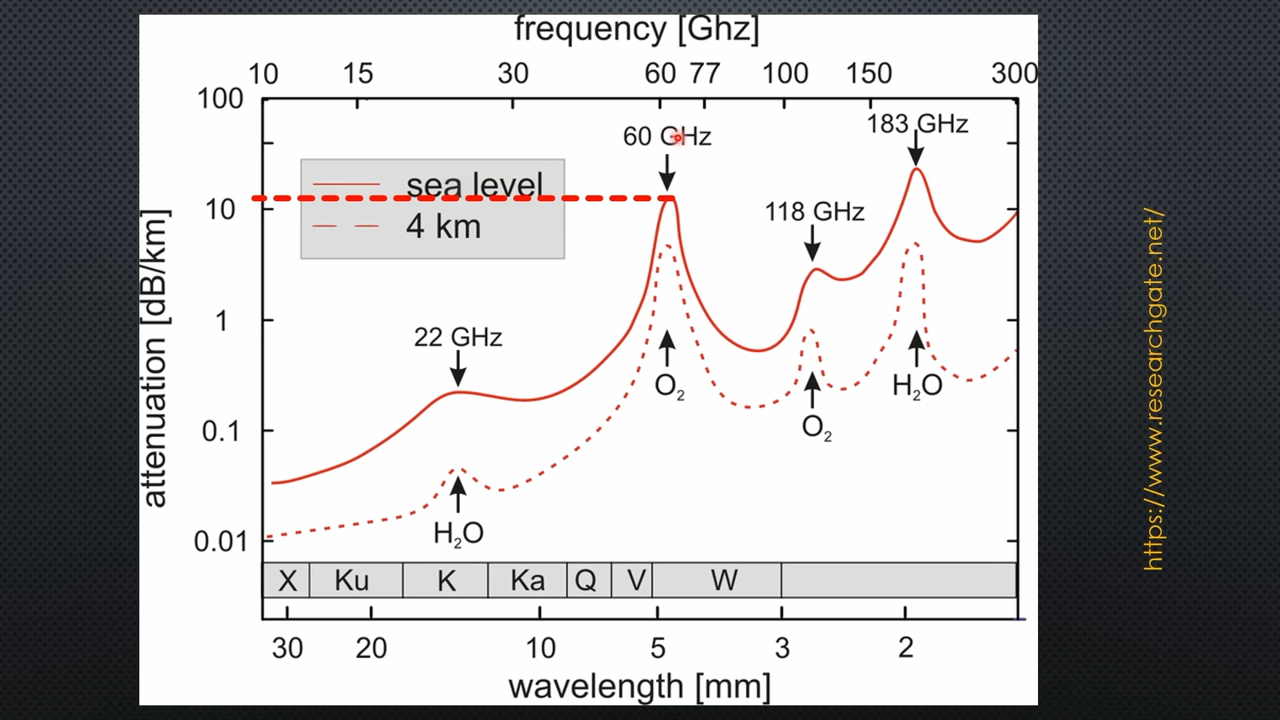 frequency [Ghz]
10 15 30 60 77 100 150 300
100
60 GHz
183 GHz
sea level
10
118 GHz
4 km
attenuation [dB/km]
1
22 GHz
O₂
H₂O
0.1
O₂
H₂O
0.01
X Ku K Ka Q V W
30 20 10 5 3 2
wavelength [mm]
https://www.researchgate.net/